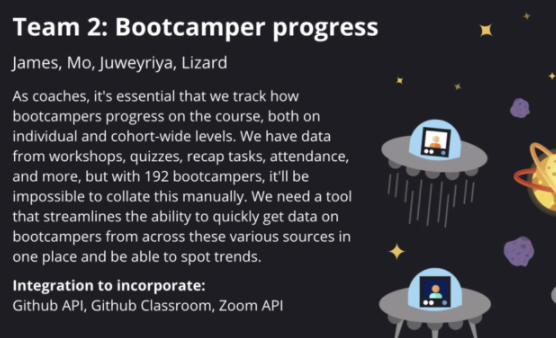 Team 2: Bootcamper progress
James, Mo, Juweyriya, Lizard
As coaches, it's essential that we track how
bootcampers progress on the course, both on
individual and cohort-wide levels. We have data
from workshops, quizzes, recap tasks, attendance,
and more, but with 192 bootcampers, it'll be
impossible to collate this manually. We need a tool
that streamlines the ability to quickly get data on
bootcampers from across these various sources in
one place and be able to spot trends.
Integration to incorporate:
Github API, Github Classroom, Zoom API